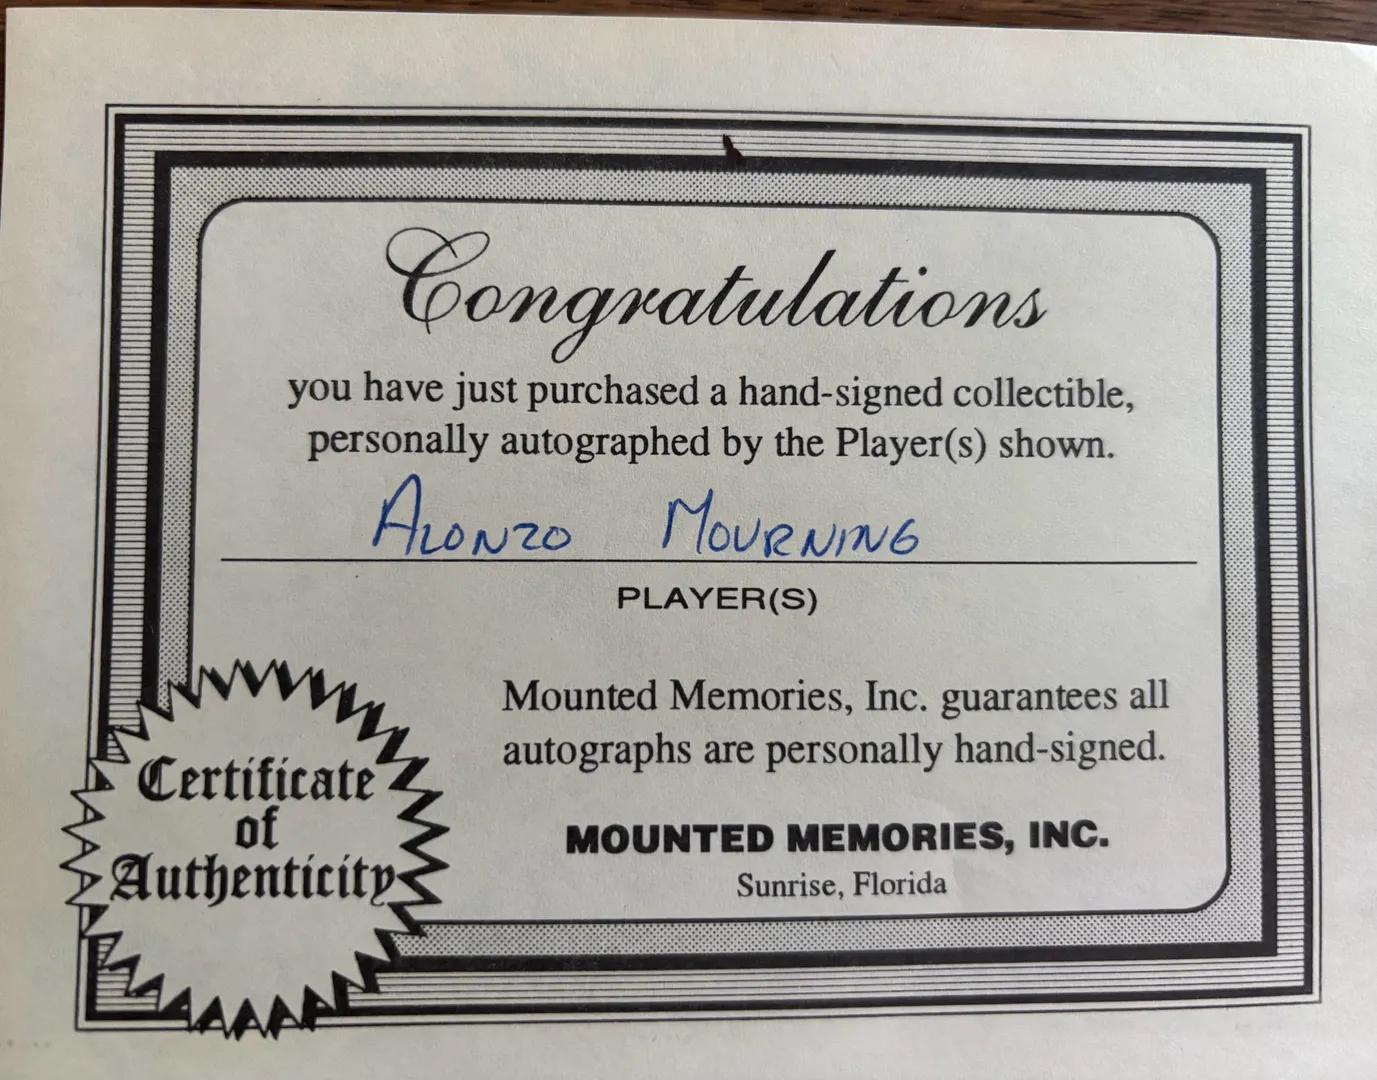 Congratulations
you have just purchased a hand-signed collectible,
personally autographed by the Player(s) shown.
ALONZO MOURNING
PLAYER(S)
Mounted Memories, Inc. guarantees all
autographs are personally hand-signed.
MOUNTED MEMORIES, INC.
Sunrise, Florida
Certificate
of
Authenticity